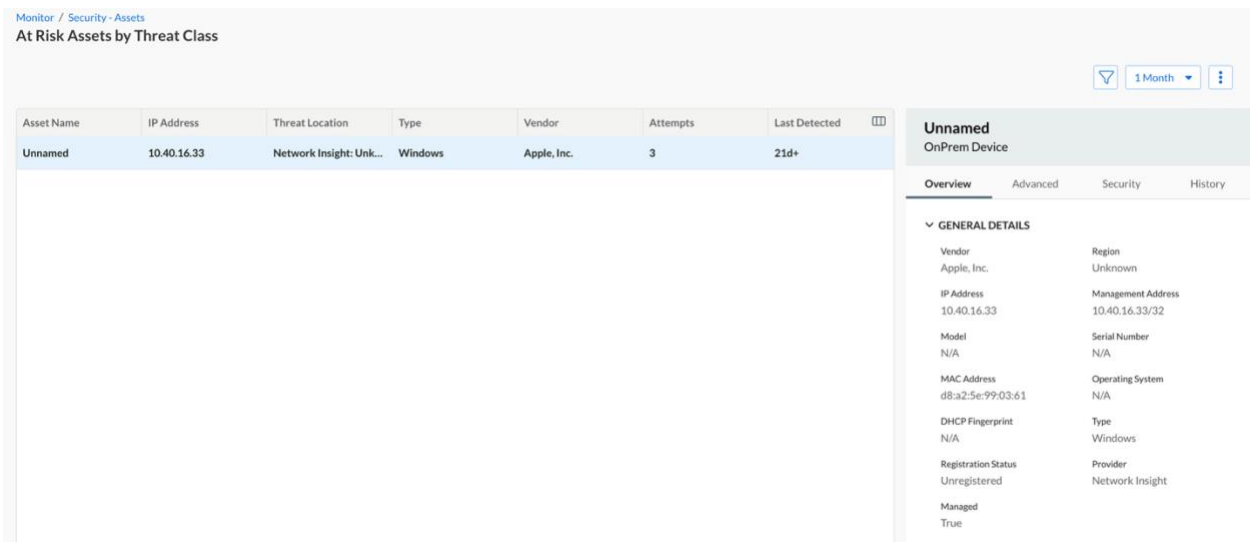 Monitor / Security - Assets
At Risk Assets by Threat Class
1 Month
Asset Name IP Address Threat Location Type Vendor Attempts Last Detected
Unnamed 10.40.16.33 Network Insight: Unk... Windows Apple, Inc. 3 21d+
Unnamed
OnPrem Device
Overview Advanced Security History
GENERAL DETAILS
Vendor Region
Apple, Inc. Unknown
IP Address Management Address
10.40.16.33 10.40.16.33/32
Model Serial Number
N/A N/A
MAC Address Operating System
d8:a2:5e:99:03:61 N/A
DHCP Fingerprint Type
N/A Windows
Registration Status Provider
Unregistered Network Insight
Managed
True